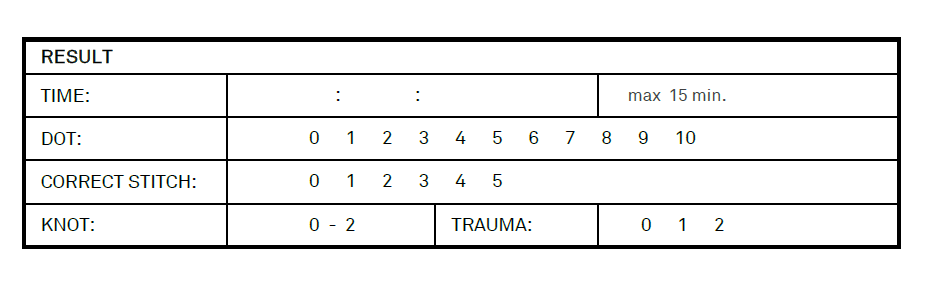 RESULT
TIME: : : max 15 min.
DOT: 0 1 2 3 4 5 6 7 8 9 10
CORRECT STITCH: 0 1 2 3 4 5
KNOT: 0 - 2 TRAUMA: 0 1 2